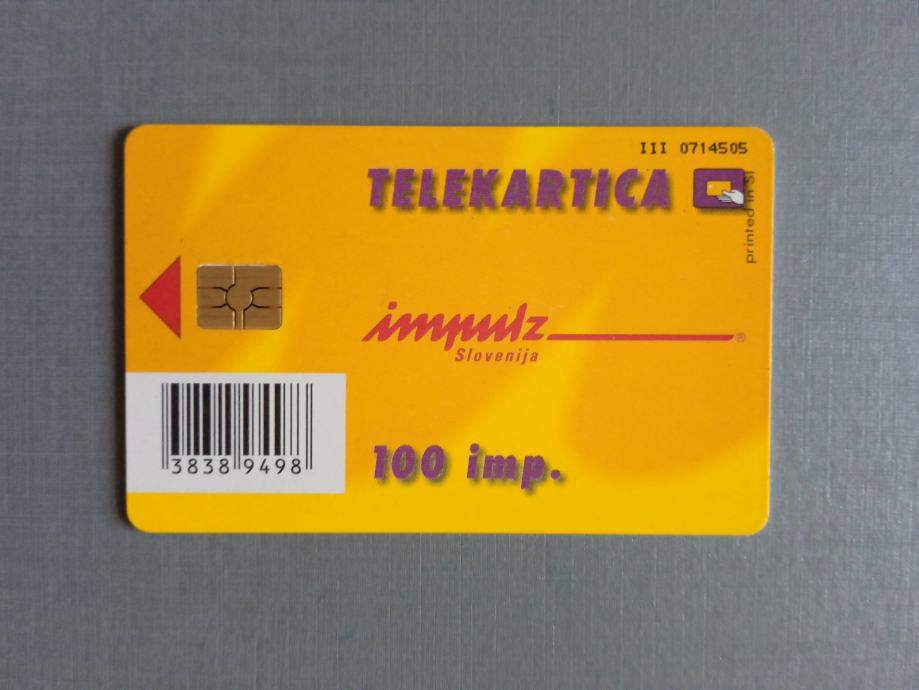 III 0714505
TELEKARTICA
printed in SI
impulz
Slovenija
®
3838 9498
100 imp.